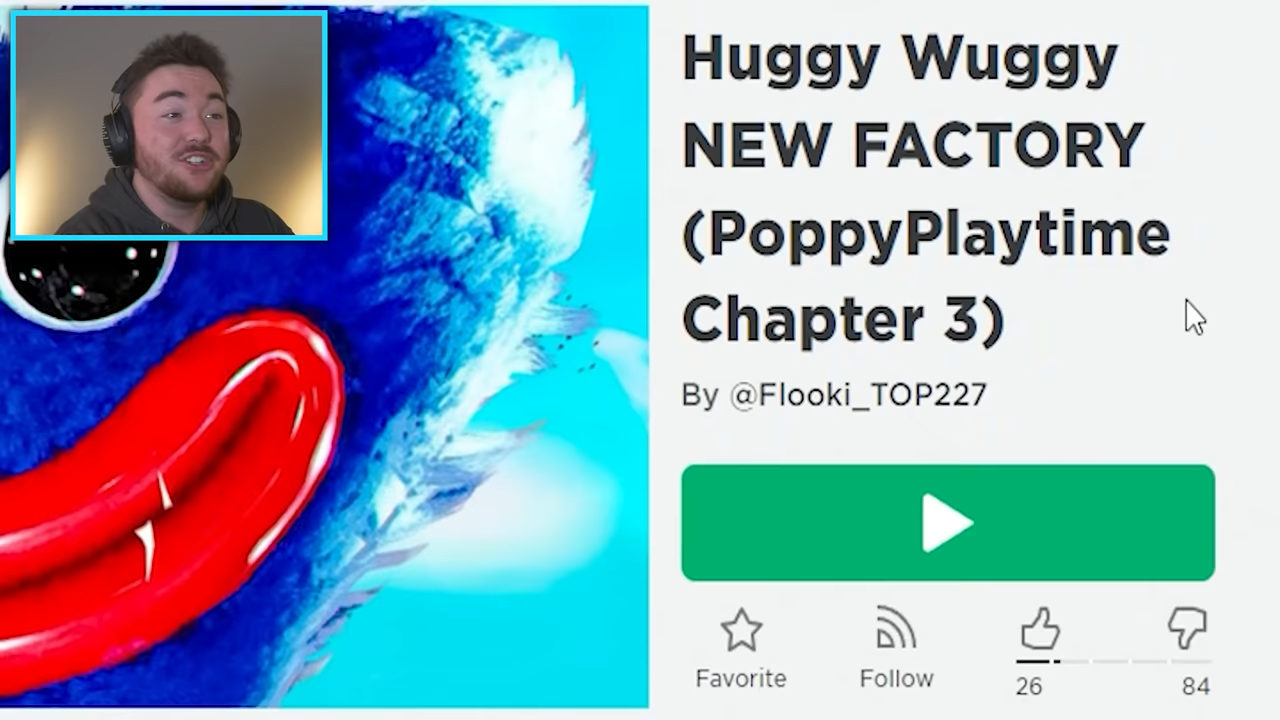 Huggy Wuggy
NEW FACTORY
(PoppyPlaytime
Chapter 3)
By @Flooki_TOP227
Favorite
Follow
26
84